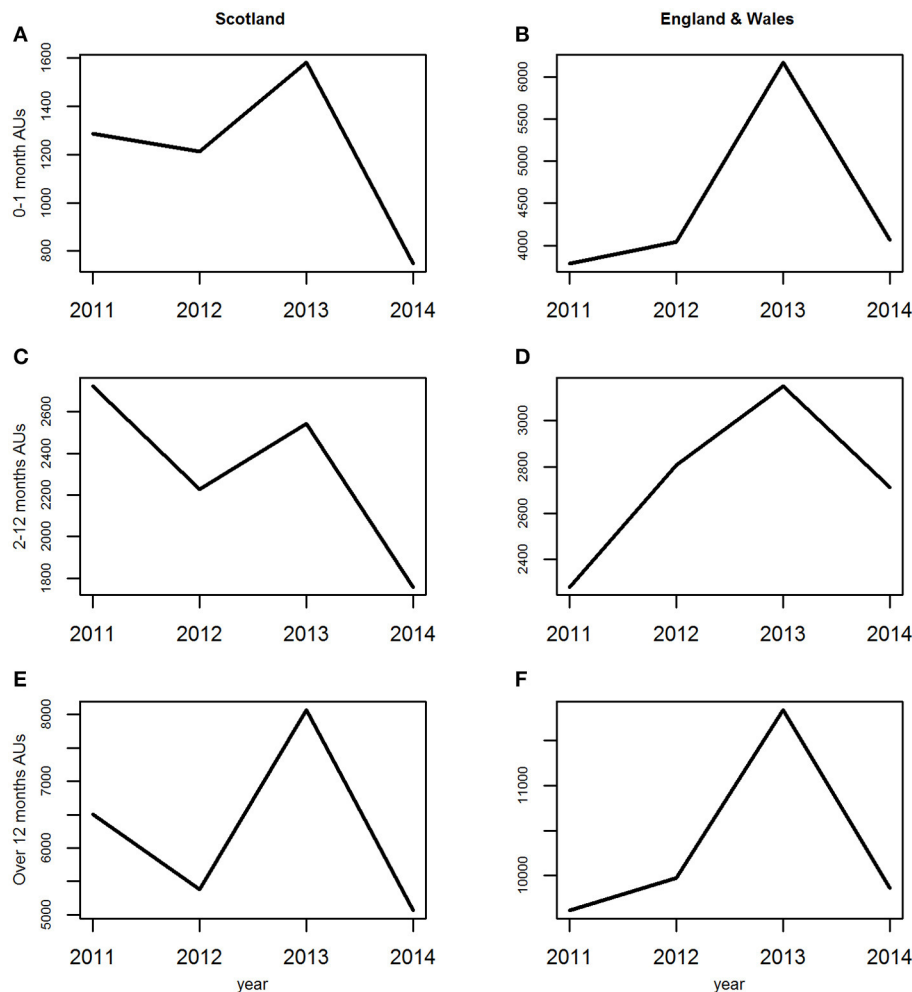 Scotland
England & Wales
A
B
0-1 month AUs
1600
1400
1200
1000
800
6000
5500
5000
4500
4000
2011 2012 2013 2014
2011 2012 2013 2014
C
D
2-12 months AUs
2600
2400
2200
2000
1800
3000
2800
2600
2400
2011 2012 2013 2014
2011 2012 2013 2014
E
F
Over 12 months AUs
8000
7000
6000
5000
11000
10000
2011 2012 2013 2014
2011 2012 2013 2014
year
year